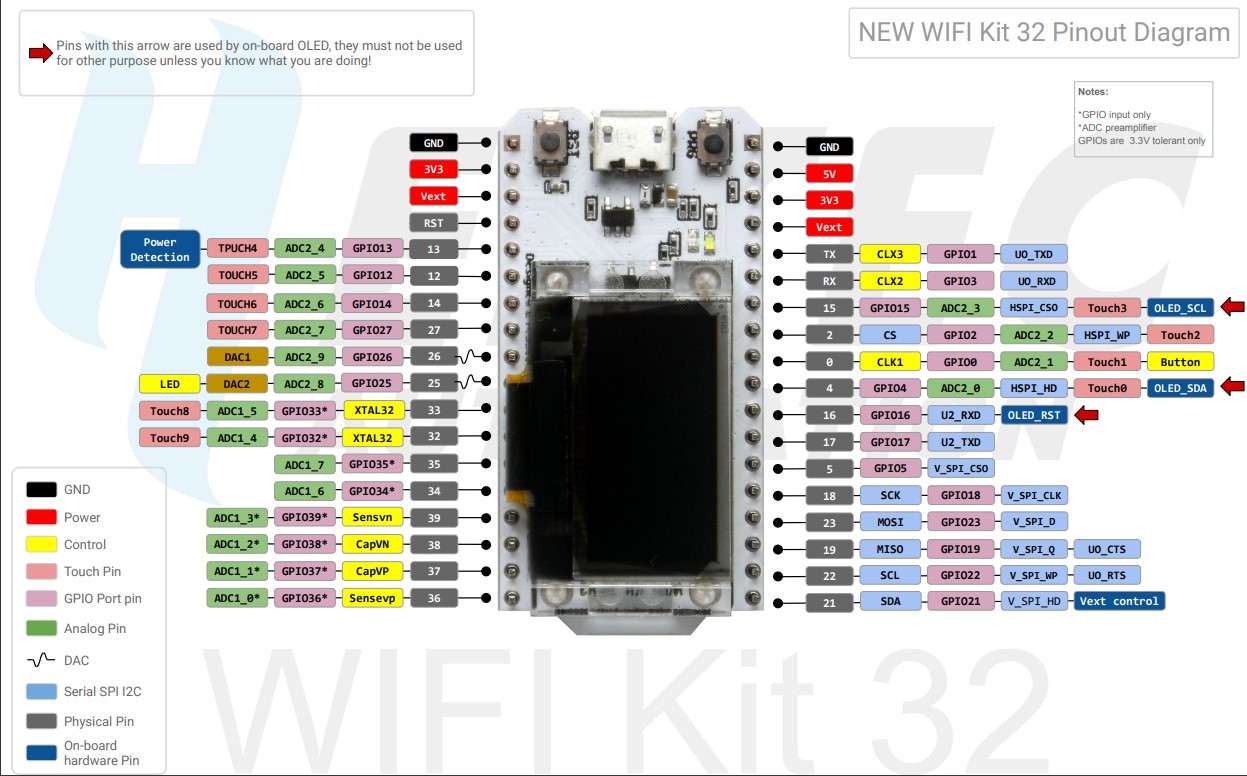 Pins with this arrow are used by on-board OLED, they must not be used
for other purpose unless you know what you are doing!
NEW WIFI Kit 32 Pinout Diagram
Notes:
*GPIO input only
*ADC preamplifier
GPIOs are 3.3V tolerant only
GND
3V3
Vext
RST
Power
Detection
TPUCH4 ADC2_4 GPIO13 13
TOUCH5 ADC2_5 GPIO12 12
TOUCH6 ADC2_6 GPIO14 14
TOUCH7 ADC2_7 GPIO27 27
DAC1 ADC2_9 GPIO26 26
LED DAC2 ADC2_8 GPIO25 25
Touch8 ADC1_5 GPIO33* XTAL32 33
Touch9 ADC1_4 GPIO32* XTAL32 32
ADC1_7 GPIO35* 35
ADC1_6 GPIO34* 34
ADC1_3* GPIO39* Sensvn 39
ADC1_2* GPIO38* CapVN 38
ADC1_1* GPIO37* CapVP 37
ADC1_0* GPIO36* Sensevp 36
GND
5V
3V3
Vext
TX CLX3 GPIO1 UO_TXD
RX CLX2 GPIO3 UO_RXD
15 GPIO15 ADC2_3 HSPI_CSO Touch3 OLED_SCL
2 CS GPIO2 ADC2_2 HSPI_WP Touch2
0 CLK1 GPIO0 ADC2_1 Touch1 Button
4 GPIO4 ADC2_0 HSPI_HD Touch0 OLED_SDA
16 GPIO16 U2_RXD OLED_RST
17 GPIO17 U2_TXD
5 GPIO5 V_SPI_CSO
18 SCK GPIO18 V_SPI_CLK
23 MOSI GPIO23 V_SPI_D
19 MISO GPIO19 V_SPI_Q UO_CTS
22 SCL GPIO22 V_SPI_WP UO_RTS
21 SDA GPIO21 V_SPI_HD Vext control
GND
Power
Control
Touch Pin
GPIO Port pin
Analog Pin
DAC
Serial SPI I2C
Physical Pin
On-board
hardware Pin
WIFI Kit 32